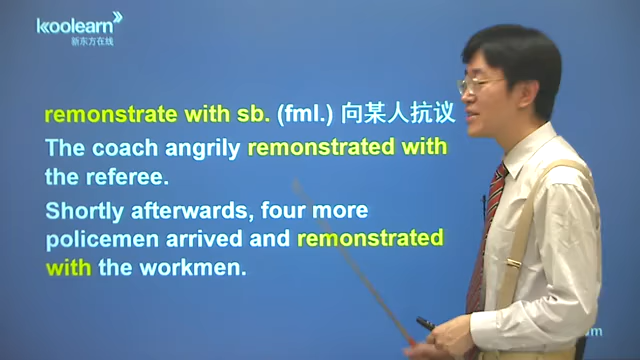 koolearn
新东方在线
remonstrate with sb. (fml.) 向某人抗议
The coach angrily remonstrated with
the referee.
Shortly afterwards, four more
policemen arrived and remonstrated
with the workmen.